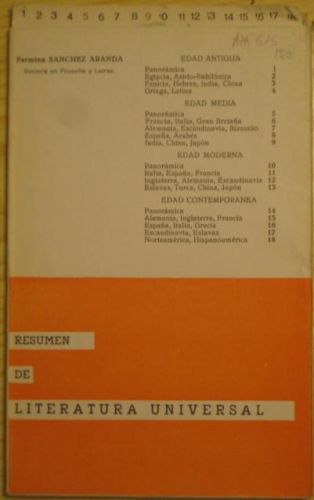 1 2 3 4 5 6 7 8 9 10 11 12 13 14 15 16 17 18
Fermina SANCHEZ ARANDA
Doctora en Filosofía y Letras.
EDAD ANTIGUA
Panorámica 1
Egipcia, Asirio-Babilónica 2
Fenicia, Hebrea, India, China 3
Griega, Latina 4
EDAD MEDIA
Panorámica 5
Francia, Italia, Gran Bretaña 6
Alemania, Escandinavia, Bizancio 7
España, Arabes 8
India, China, Japón 9
EDAD MODERNA
Panorámica 10
Italia, España, Francia 11
Inglaterra, Alemania, Escandinavia 12
Eslavas, Turca, China, Japón 13
EDAD CONTEMPORANEA
Panorámica 14
Alemania, Inglaterra, Francia 15
España, Italia, Grecia 16
Escandinavia, Eslavas 17
Norteamérica, Hispanoamérica 18
RESUMEN
DE
LITERATURA UNIVERSAL